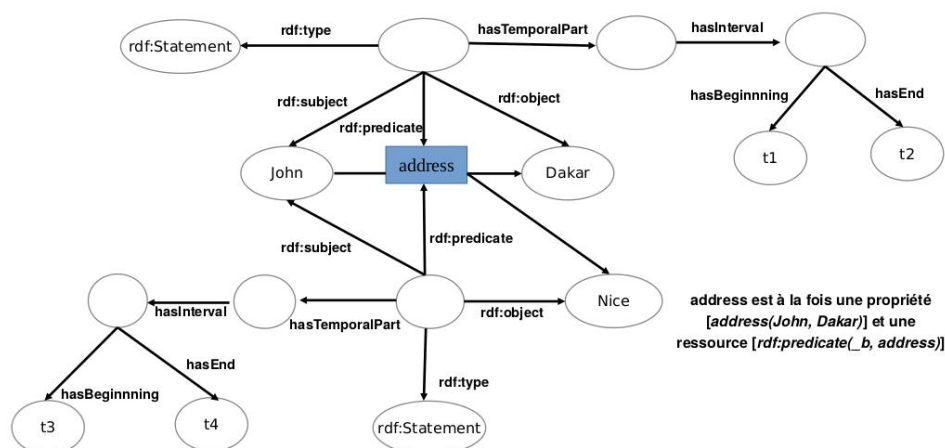 rdf:Statement
rdf:type
hasTemporalPart
hasInterval
hasBeginnning
hasEnd
t1
t2
rdf:subject
rdf:predicate
rdf:object
John
address
Dakar
rdf:subject
rdf:predicate
hasInterval
hasTemporalPart
rdf:object
Nice
address est à la fois une propriété
[address(John, Dakar)] et une
ressource [rdf:predicate(_b, address)]
hasBeginnning
hasEnd
rdf:type
t3
t4
rdf:Statement